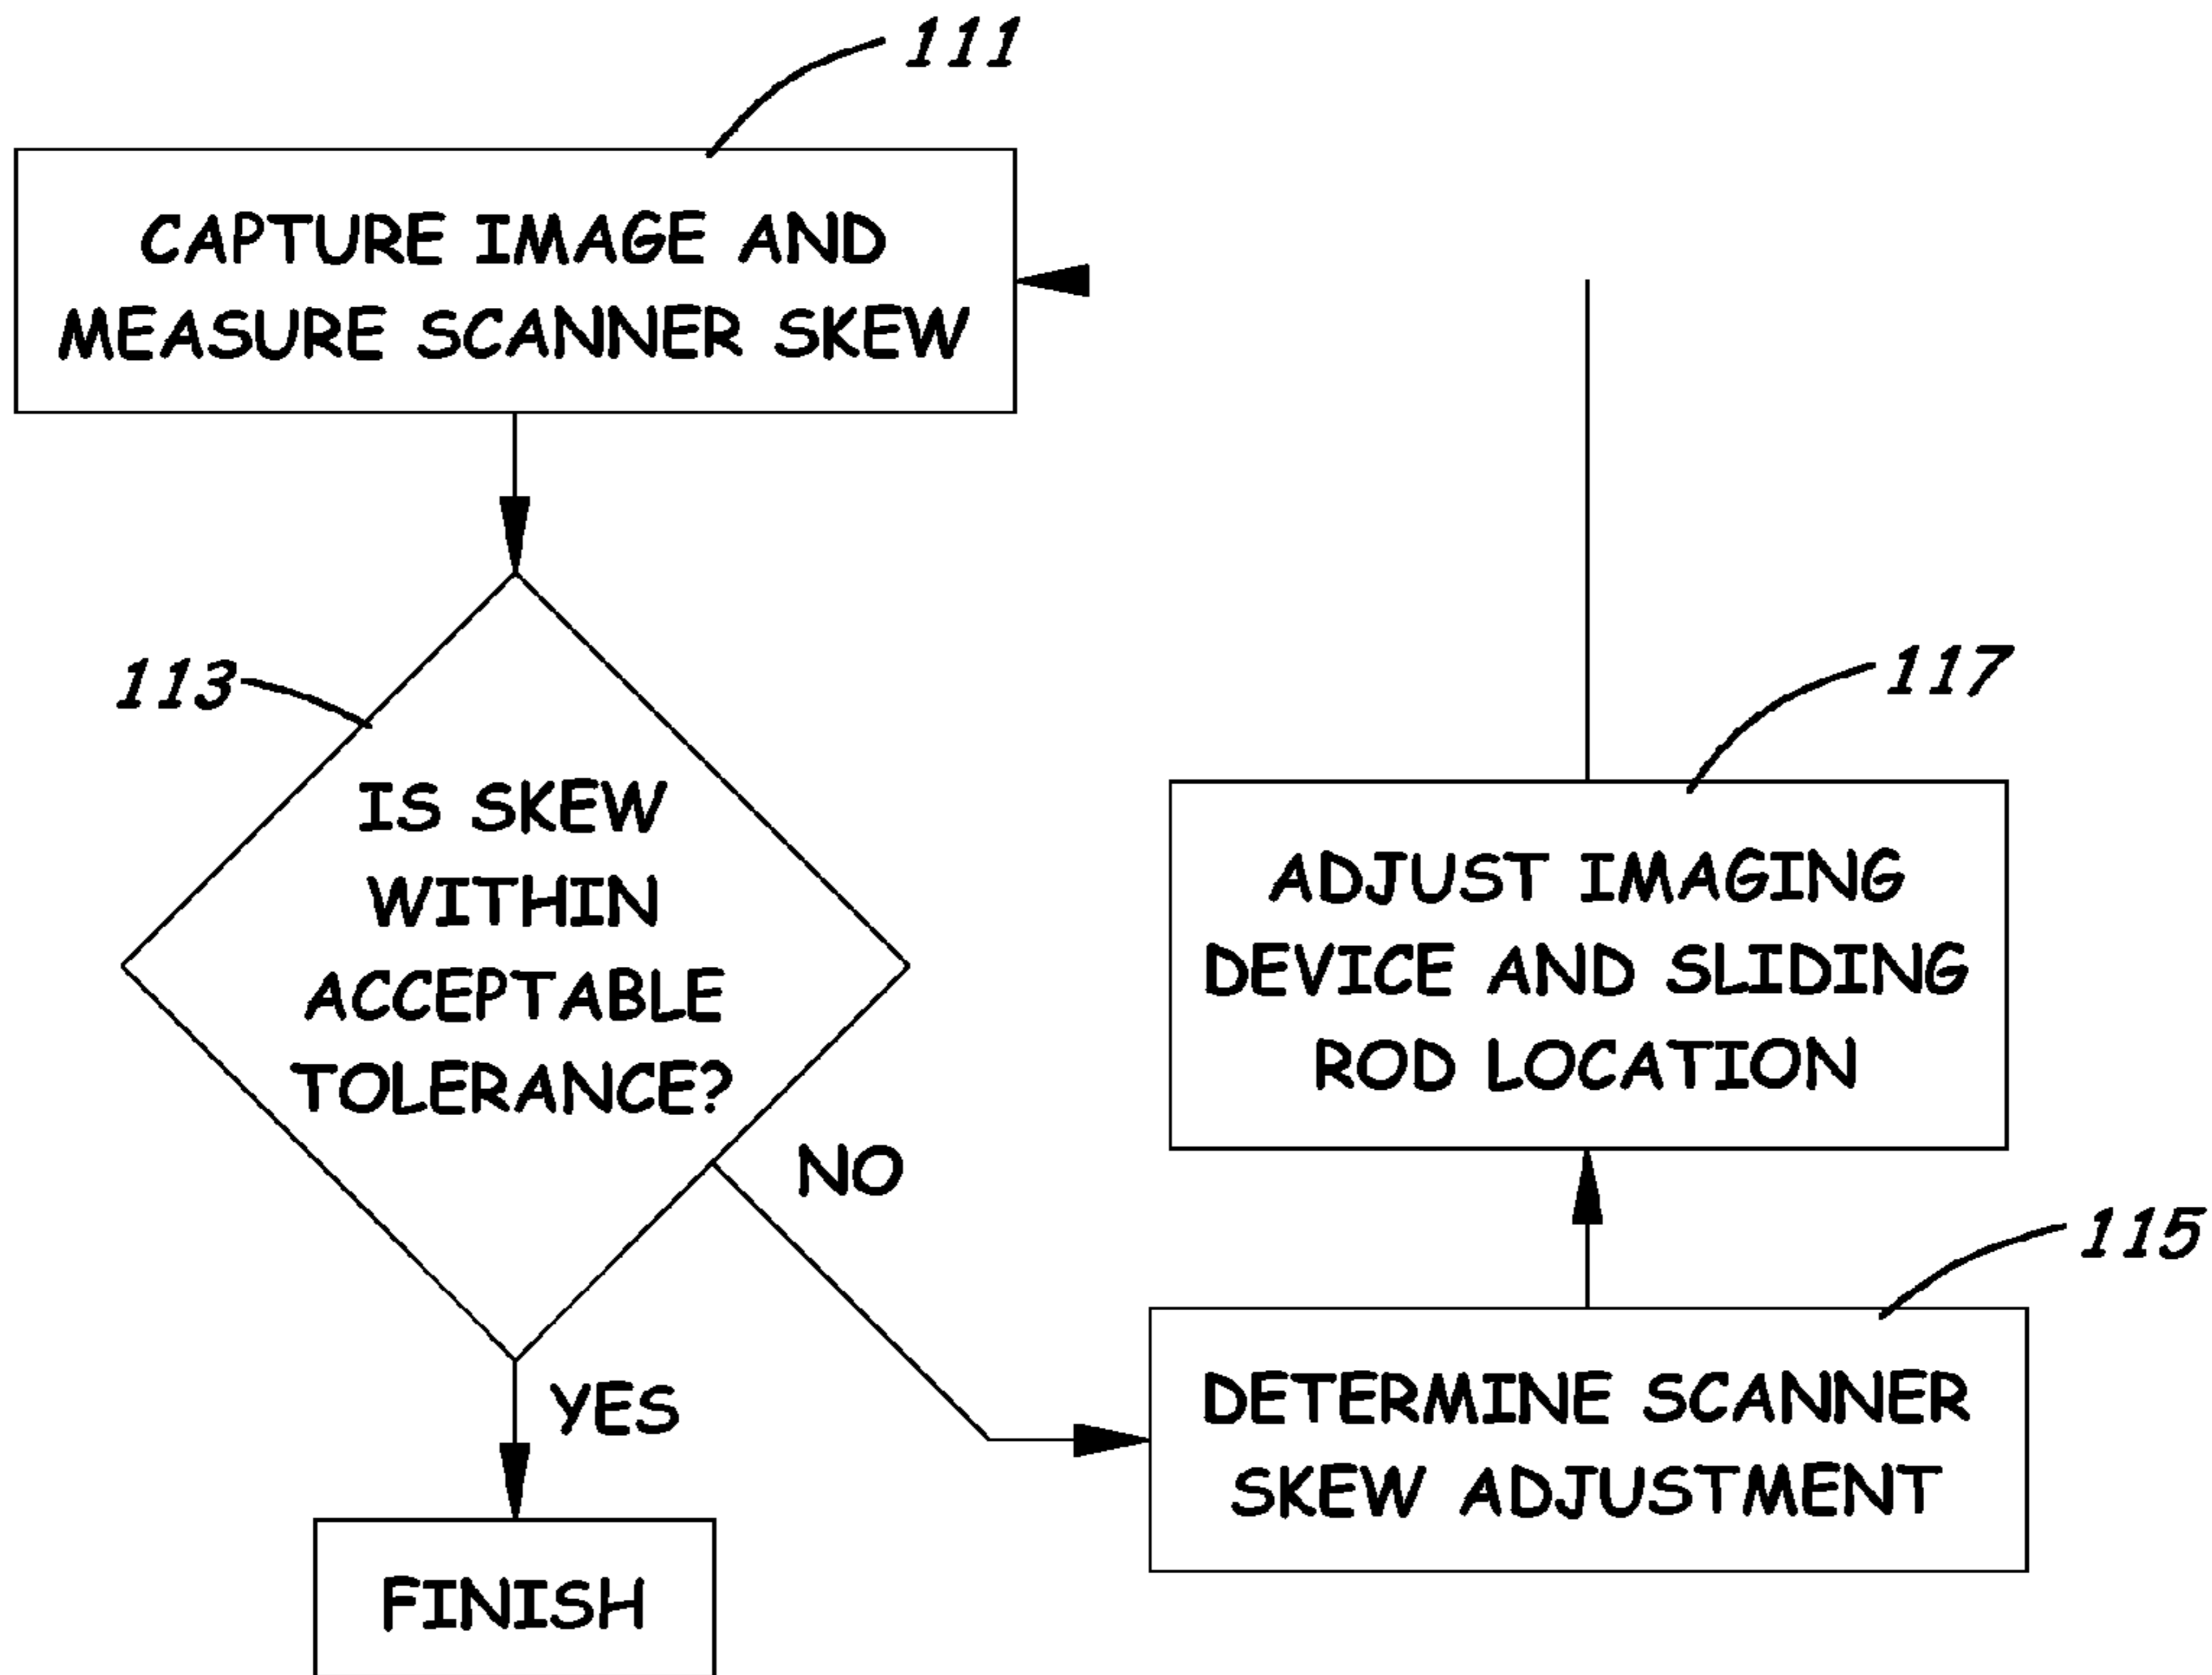 111
CAPTURE IMAGE AND
MEASURE SCANNER SKEW
113
IS SKEW
WITHIN
ACCEPTABLE
TOLERANCE?
NO
YES
FINISH
117
ADJUST IMAGING
DEVICE AND SLIDING
ROD LOCATION
115
DETERMINE SCANNER
SKEW ADJUSTMENT